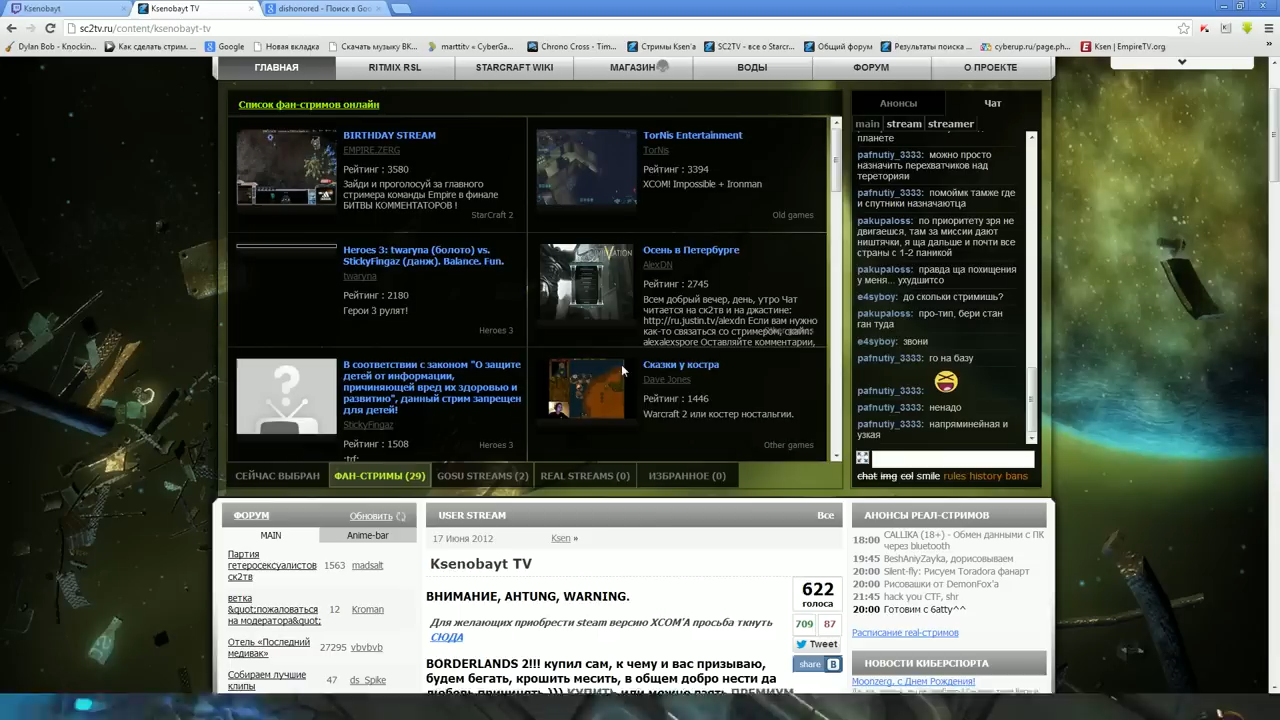 Ksenobayt
Ksenobayt TV
dishonored - Поиск в Goo
sc2tv.ru/content/ksenobayt-tv
Dylan Bob - Knockin...
Как сделать стрим. ...
Google
Новая вкладка
Скачать музыку ВК...
marttitv » CyberGa...
Chrono Cross - Tim...
Стримы Ksen'а
SC2TV - все о Starcr...
Общий форум
Результаты поиска ...
cyberup.ru/page.ph...
Ksen | EmpireTV.org
ГЛАВНАЯ
RITMIX RSL
STARCRAFT WIKI
МАГАЗИН
ВОДЫ
ФОРУМ
О ПРОЕКТЕ
Список фан-стримов онлайн
BIRTHDAY STREAM
EMPIRE.ZERG
Рейтинг : 3580
Зайди и проголосуй за главного
стримера команды Empire в финале
БИТВЫ КОММЕНТАТОРОВ !
StarCraft 2
TorNis Entertainment
TorNis
Рейтинг : 3394
XCOM! Impossible + Ironman
Old games
Heroes 3: twaryna (болото) vs.
StickyFingaz (данж). Balance. Fun.
twaryna
Рейтинг : 2180
Герои 3 рулят!
Heroes 3
Осень в Петербурге
AlexDN
Рейтинг : 2745
Всем добрый вечер, день, утро Чат
читается на ск2тв и на джастине:
http://ru.justin.tv/alexdn Если вам нужно
как-то связаться со стримером, скайп:
alexalexspore Оставляйте комментарии,
В соответствии с законом "О защите
детей от информации,
причиняющей вред их здоровью и
развитию", данный стрим запрещен
для детей!
StickyFingaz
Рейтинг : 1508
:trf:
Heroes 3
Сказки у костра
Dave Jones
Рейтинг : 1446
Warcraft 2 или костер ностальгии.
Other games
СЕЙЧАС ВЫБРАН
ФАН-СТРИМЫ (29)
GOSU STREAMS (2)
REAL STREAMS (0)
ИЗБРАННОЕ (0)
Анонсы
Чат
main stream streamer
планете
pafnutiy_3333: можно просто
назначить перехватчиков над
теретоприи
pafnutiy_3333: помоймк тамже где
и спутники назначаютца
pakupaloss: по приоритету зря не
двигаешся, там за миссии дают
ништячки, я ща дальше и почти все
страны с 1-2 паникой
pakupaloss: правда ща похищения
у меня... ухудшитсо
e4syboy: до скольки стримишь?
pakupaloss: про-тип, бери стан
ган туда
e4syboy: звони
pafnutiy_3333: го на базу
pafnutiy_3333:
pafnutiy_3333: ненадо
pafnutiy_3333: напряминейная и
узкая
chat img col smile rules history bans
ФОРУМ
Обновить
MAIN
Anime-bar
Партия
гетеросексуалистов
ск2тв
1563
madsalt
ветка
&quot;пожаловаться
на модератора&quot;
12
Kroman
Отель «Последний
медивак»
27295
vbvbvb
Собираем лучшие
клипы
47
ds_Spike
USER STREAM
Все
17 Июня 2012
Ksen »
Ksenobayt TV
ВНИМАНИЕ, AHTUNG, WARNING.
Для желающих приобрести steam версию XCOM'А просьба ткнуть
СЮДА
BORDERLANDS 2!!! купил сам, к чему и вас призываю,
будем бегать, крошить месить, в общем добро нести да
любовь причинять ))) КУПИТЬ или можно взять ПРЕМИУМ
622
голоса
709
87
Tweet
share
АНОНСЫ РЕАЛ-СТРИМОВ
18:00 CALLIKA (18+) - Обмен данными с ПК
через bluetooth
19:45 BeshAniyZayka, дорисовываем
20:00 Silent-fly: Рисуем Toradora фанарт
20:00 Рисовашки от DemonFox'a
21:45 hack you CTF, shr
20:00 Готовим с 6atty^^
Расписание real-стримов
НОВОСТИ КИБЕРСПОРТА
Moonzerg, с Днем Рождения!